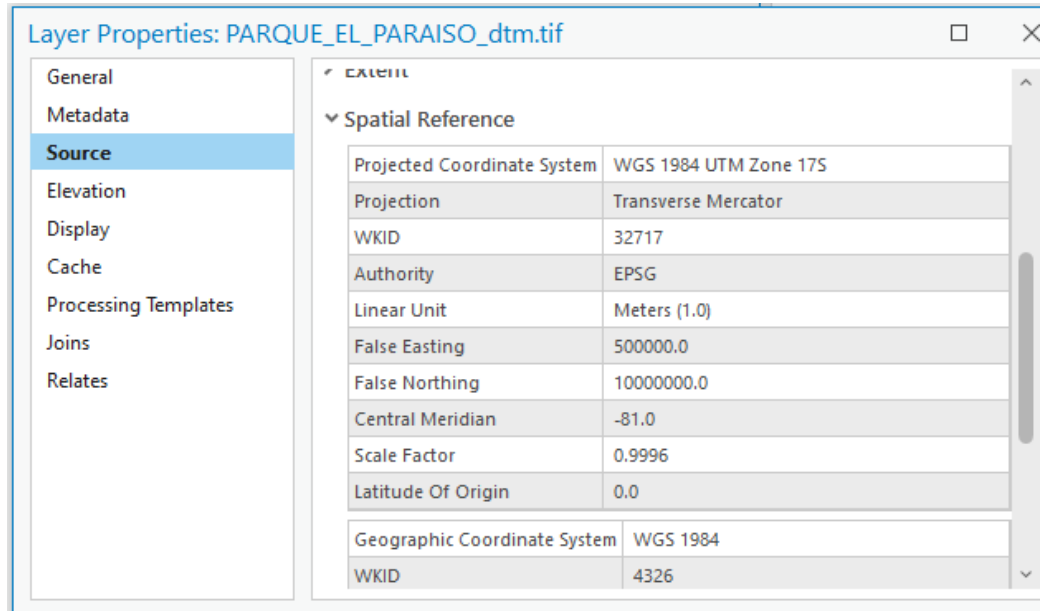 Layer Properties: PARQUE_EL_PARAISO_dtm.tif
General
Metadata
Source
Elevation
Display
Cache
Processing Templates
Joins
Relates
Extent
Spatial Reference
Projected Coordinate System WGS 1984 UTM Zone 17S
Projection Transverse Mercator
WKID 32717
Authority EPSG
Linear Unit Meters (1.0)
False Easting 500000.0
False Northing 10000000.0
Central Meridian -81.0
Scale Factor 0.9996
Latitude Of Origin 0.0
Geographic Coordinate System WGS 1984
WKID 4326